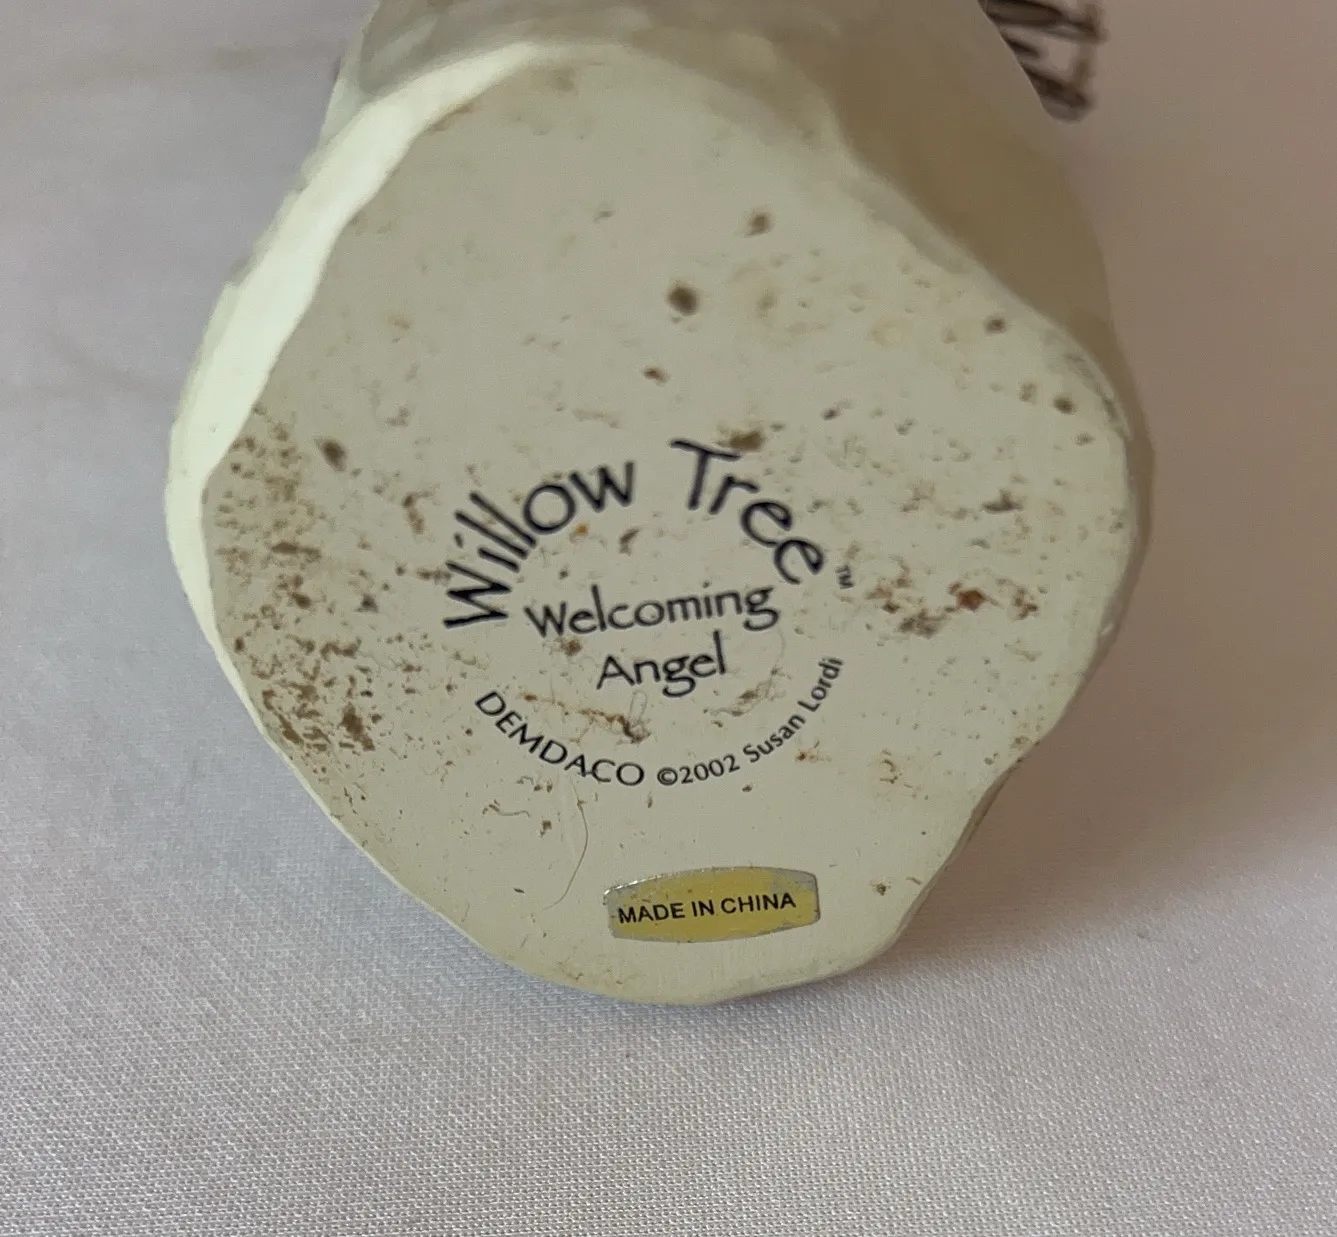 Willow Tree™
Welcoming
Angel
DEMDACO ©2002 Susan Lordi
MADE IN CHINA